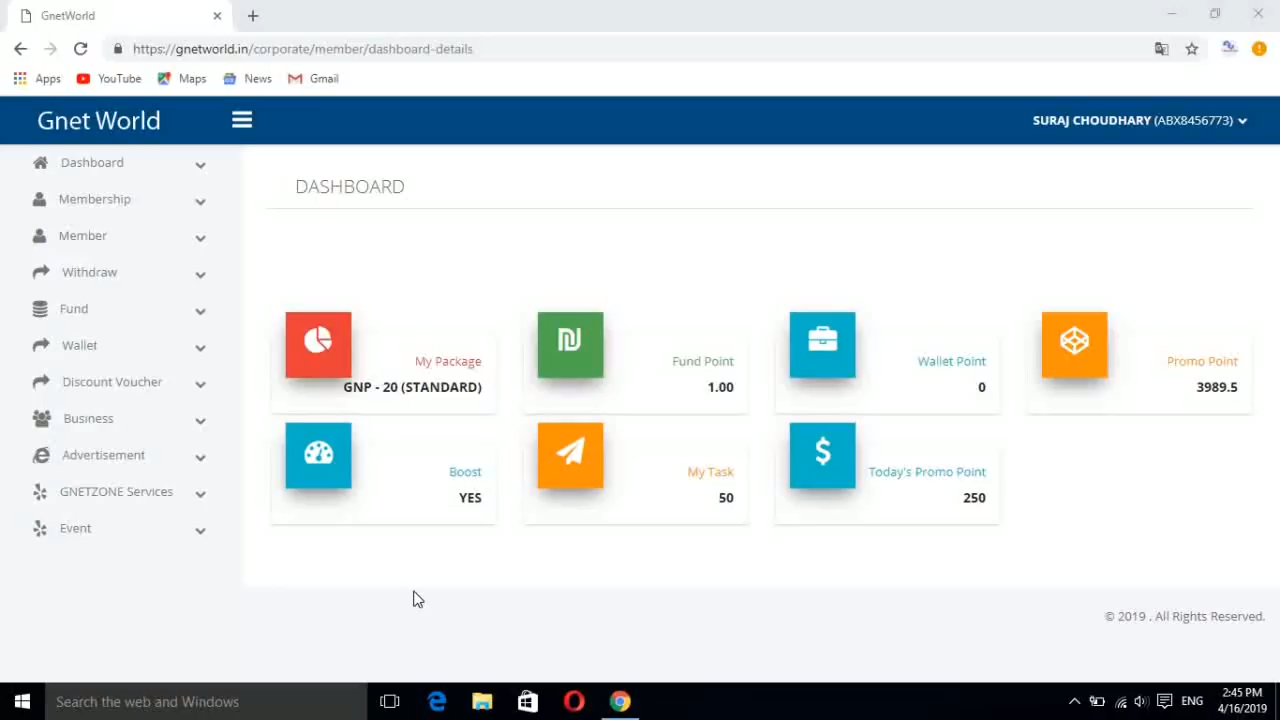 GnetWorld
https://gnetworld.in/corporate/member/dashboard-details
Apps YouTube Maps News Gmail
Gnet World
SURAJ CHOUDHARY (ABX8456773)
Dashboard
Membership
Member
Withdraw
Fund
Wallet
Discount Voucher
Business
Advertisement
GNETZONE Services
Event
DASHBOARD
My Package
GNP - 20 (STANDARD)
Fund Point
1.00
Wallet Point
0
Promo Point
3989.5
Boost
YES
My Task
50
Today's Promo Point
250
© 2019 . All Rights Reserved.
Search the web and Windows
ENG
2:45 PM
4/16/2019